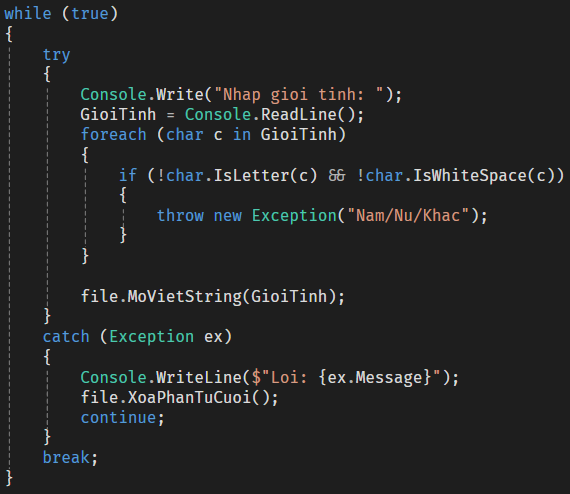 while (true)
{
try
{
Console.Write("Nhap gioi tinh: ");
GioiTinh = Console.ReadLine();
foreach (char c in GioiTinh)
{
if (!char.IsLetter(c) && !char.IsWhiteSpace(c))
{
throw new Exception("Nam/Nu/Khac");
}
}
file.MoVietString(GioiTinh);
}
catch (Exception ex)
{
Console.WriteLine($"Loi: {ex.Message}");
file.XoaPhanTuCuoi();
continue;
}
break;
}